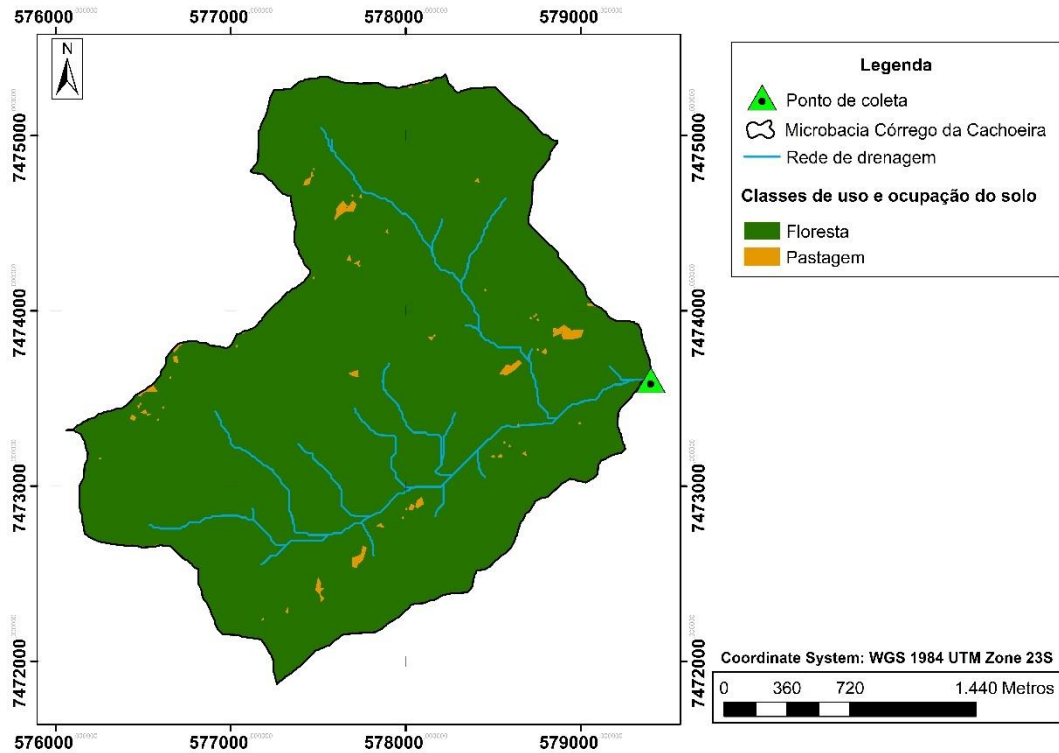 576000
577000
578000
579000
N
7475000
7474000
7473000
7472000
7475000
7474000
7473000
7472000
576000
577000
578000
579000
Legenda
Ponto de coleta
Microbacia Córrego da Cachoeira
Rede de drenagem
Classes de uso e ocupação do solo
Floresta
Pastagem
Coordinate System: WGS 1984 UTM Zone 23S
0 360 720 1.440 Metros